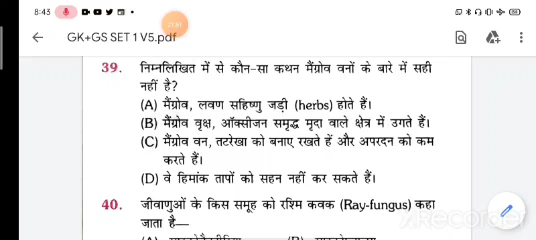 8:43
GK+GS SET 1 V5.pdf
39. निम्नलिखित में से कौन-सा कथन मैंग्रोव वनों के बारे में सही
नहीं है?
(A) मैंग्रोव, लवण सहिष्णु जड़ी (herbs) होते हैं।
(B) मैंग्रोव वृक्ष, ऑक्सीजन समृद्ध मृदा वाले क्षेत्र में उगते हैं।
(C) मैंग्रोव वन, तटरेखा को बनाए रखते हैं और अपरदन को कम
करते हैं।
(D) वे हिमांक तापों को सहन नहीं कर सकते हैं।
40. जीवाणुओं के किस समूह को रश्मि कवक (Ray-fungus) कहा
जाता है—
(A)
(B)